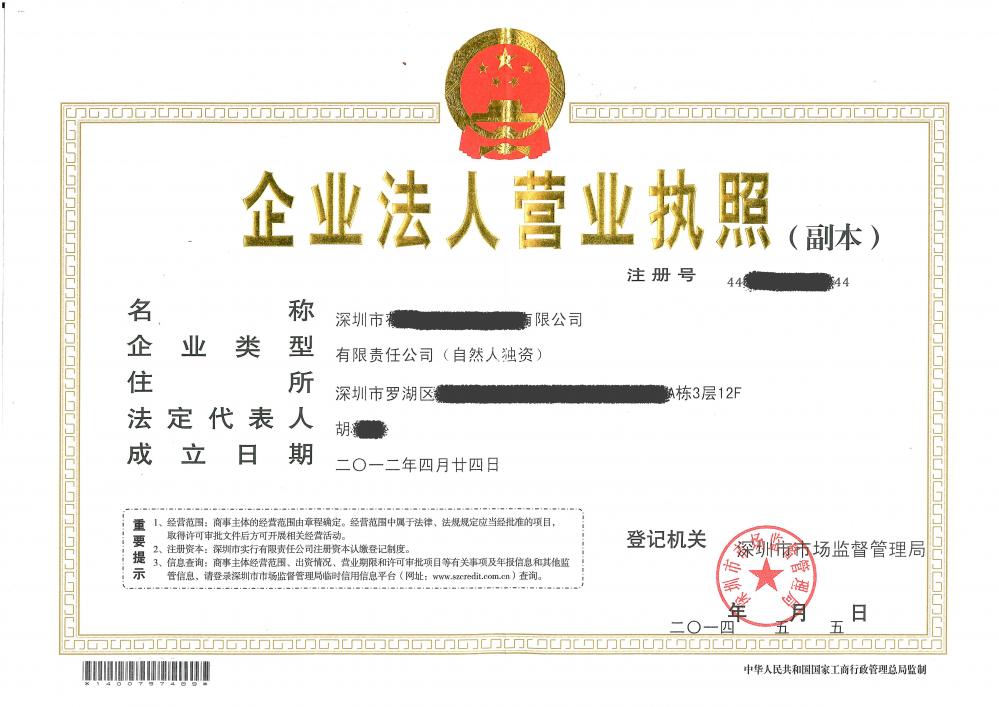 企业法人营业执照（副本）
注册号 44 44
名称 深圳市 有限公司
企业类型 有限责任公司（自然人独资）
住所 深圳市罗湖区 A栋3层12F
法定代表人 胡
成立日期 二〇一二年四月廿四日
重要提示
1、经营范围：商事主体的经营范围由章程确定。经营范围中属于法律、法规规定应当经批准的项目，
取得许可审批文件后方可开展相关经营活动。
2、注册资本：深圳市实行有限责任公司注册资本认缴登记制度。
3、信息查询：商事主体经营范围、出资情况、营业期限和许可审批项目等有关事项及年报信息和其他监
管信息、请登录深圳市市场监督管理局临时信用信息平台（网址：www.szcredit.com.cn）查询。
登记机关 深圳市市场监督管理局
深圳市市场监督管理局
年 月 日
二〇一四 五 五
*1400797489*
中华人民共和国国家工商行政管理总局监制